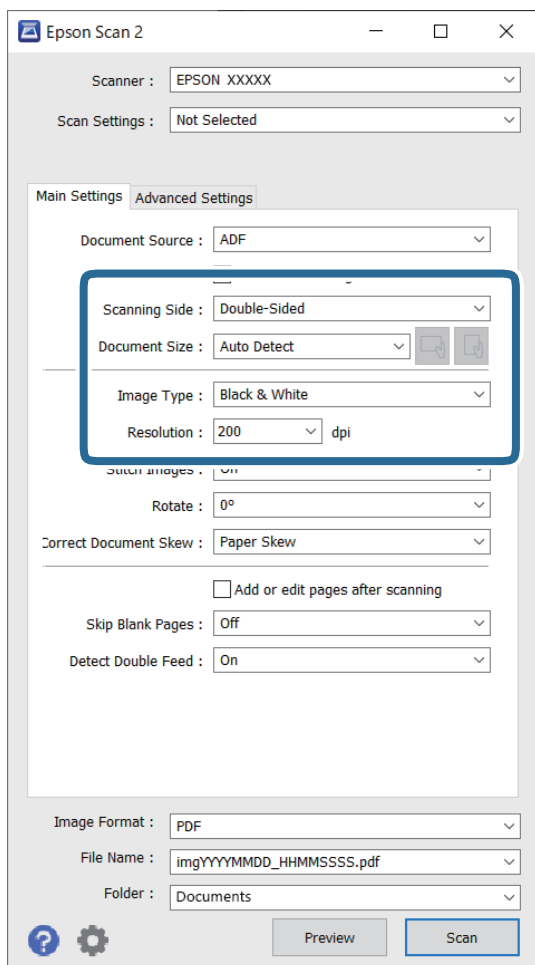 Epson Scan 2
Scanner : EPSON XXXXX
Scan Settings : Not Selected
Main Settings Advanced Settings
Document Source : ADF
Scanning Side : Double-Sided
Document Size : Auto Detect
Image Type : Black & White
Resolution : 200 dpi
Stitch Images : On
Rotate : 0°
Correct Document Skew : Paper Skew
Add or edit pages after scanning
Skip Blank Pages : Off
Detect Double Feed : On
Image Format : PDF
File Name : imgYYYYMMDD_HHMMSSSS.pdf
Folder : Documents
? Preview Scan